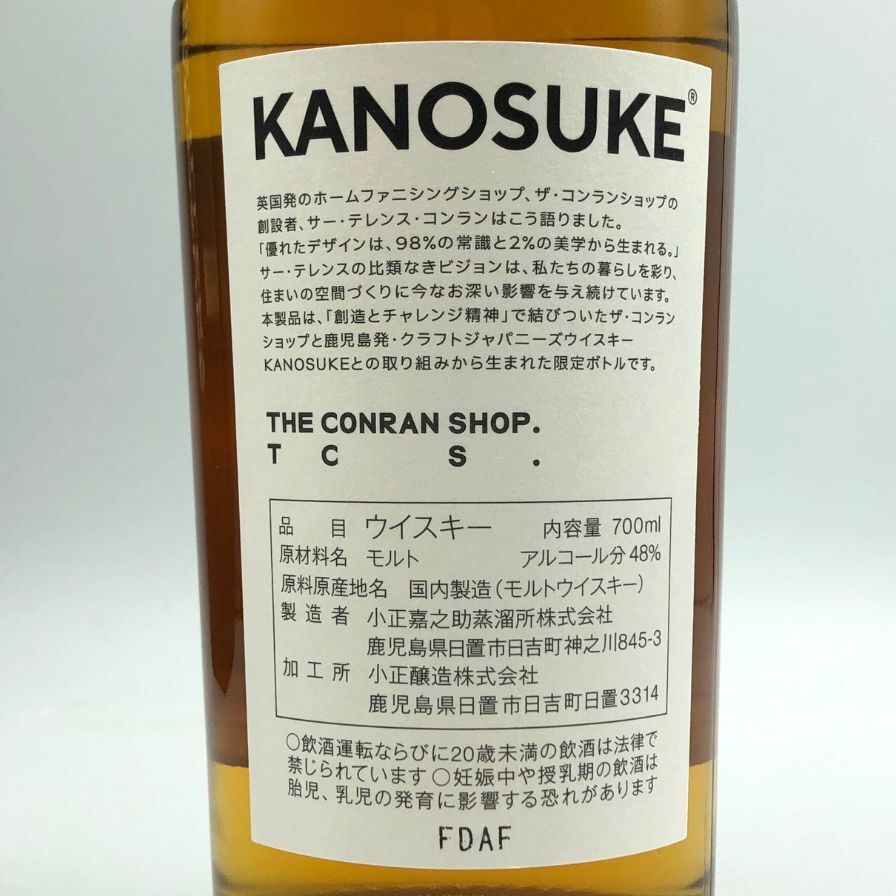 KANOSUKE®
英国発のホームファニシングショップ、ザ・コンランショップの
創設者、サー・テレンス・コンランはこう語りました。
「優れたデザインは、98%の常識と2%の美学から生まれる。」
サー・テレンスの比類なきビジョンは、私たちの暮らしを彩り、
住まいの空間づくりに今なお深い影響を与え続けています。
本製品は、「創造とチャレンジ精神」で結びついたザ・コンラン
ショップと鹿児島発・クラフトジャパニーズウイスキー
KANOSUKEとの取り組みから生まれた限定ボトルです。
THE CONRAN SHOP.
T C S .
品目 ウイスキー 内容量 700ml
原材料名 モルト アルコール分 48%
原料原産地名 国内製造(モルトウイスキー)
製造者 小正嘉之助蒸溜所株式会社
鹿児島県日置市日吉町神之川845-3
加工所 小正醸造株式会社
鹿児島県日置市日吉町日置3314
○飲酒運転ならびに20歳未満の飲酒は法律で
禁じられています ○妊娠中や授乳期の飲酒は
胎児、乳児の発育に影響する恐れがあります
FDAF